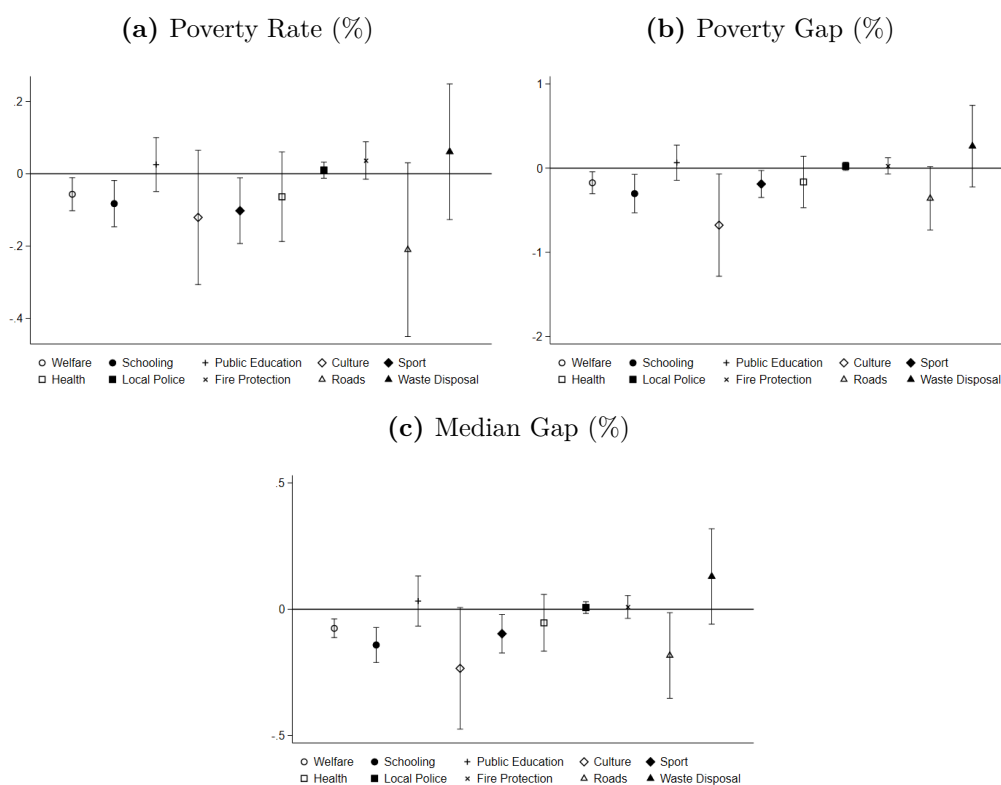 (a) Poverty Rate (%)
.2
0
-.2
-.4
Welfare Schooling Public Education Culture Sport
Health Local Police Fire Protection Roads Waste Disposal
(b) Poverty Gap (%)
1
0
-1
-2
Welfare Schooling Public Education Culture Sport
Health Local Police Fire Protection Roads Waste Disposal
(c) Median Gap (%)
.5
0
-.5
Welfare Schooling Public Education Culture Sport
Health Local Police Fire Protection Roads Waste Disposal